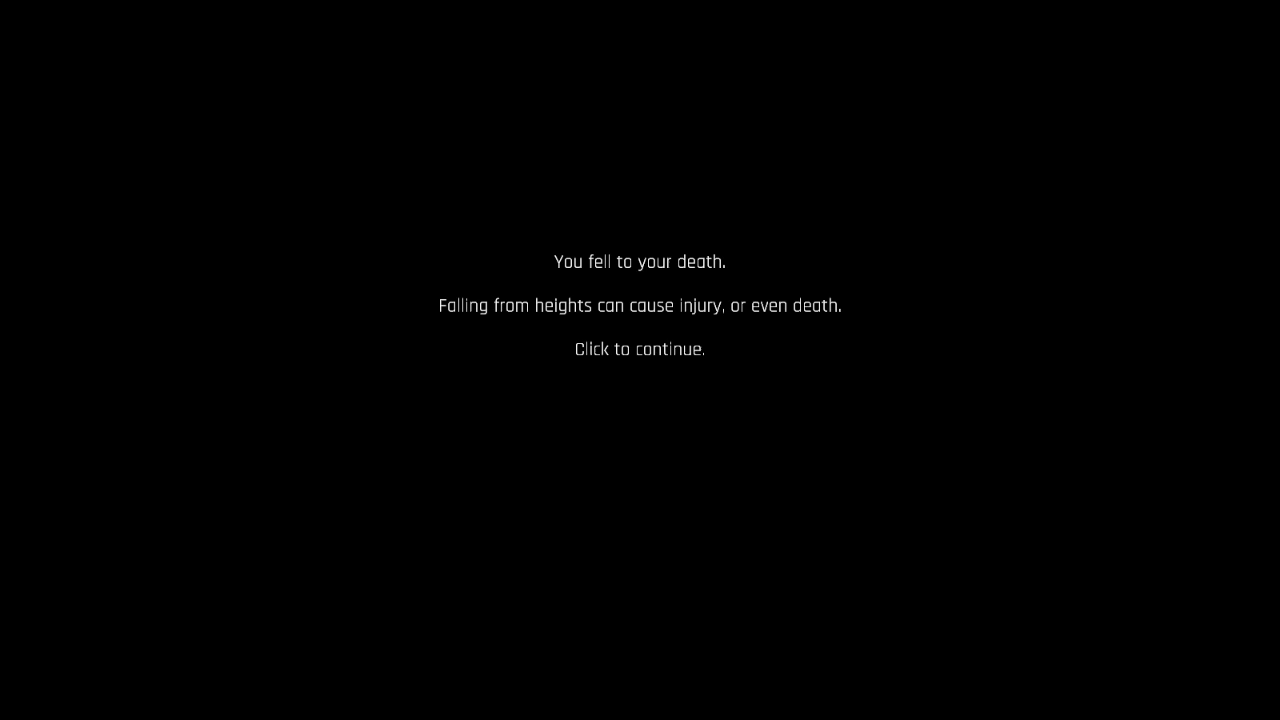 You fell to your death.
Falling from heights can cause injury, or even death.
Click to continue.